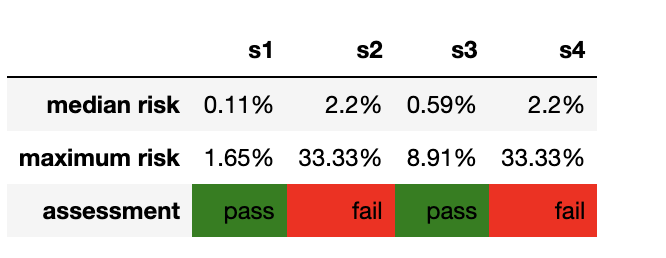 s1 s2 s3 s4
median risk 0.11% 2.2% 0.59% 2.2%
maximum risk 1.65% 33.33% 8.91% 33.33%
assessment pass fail pass fail